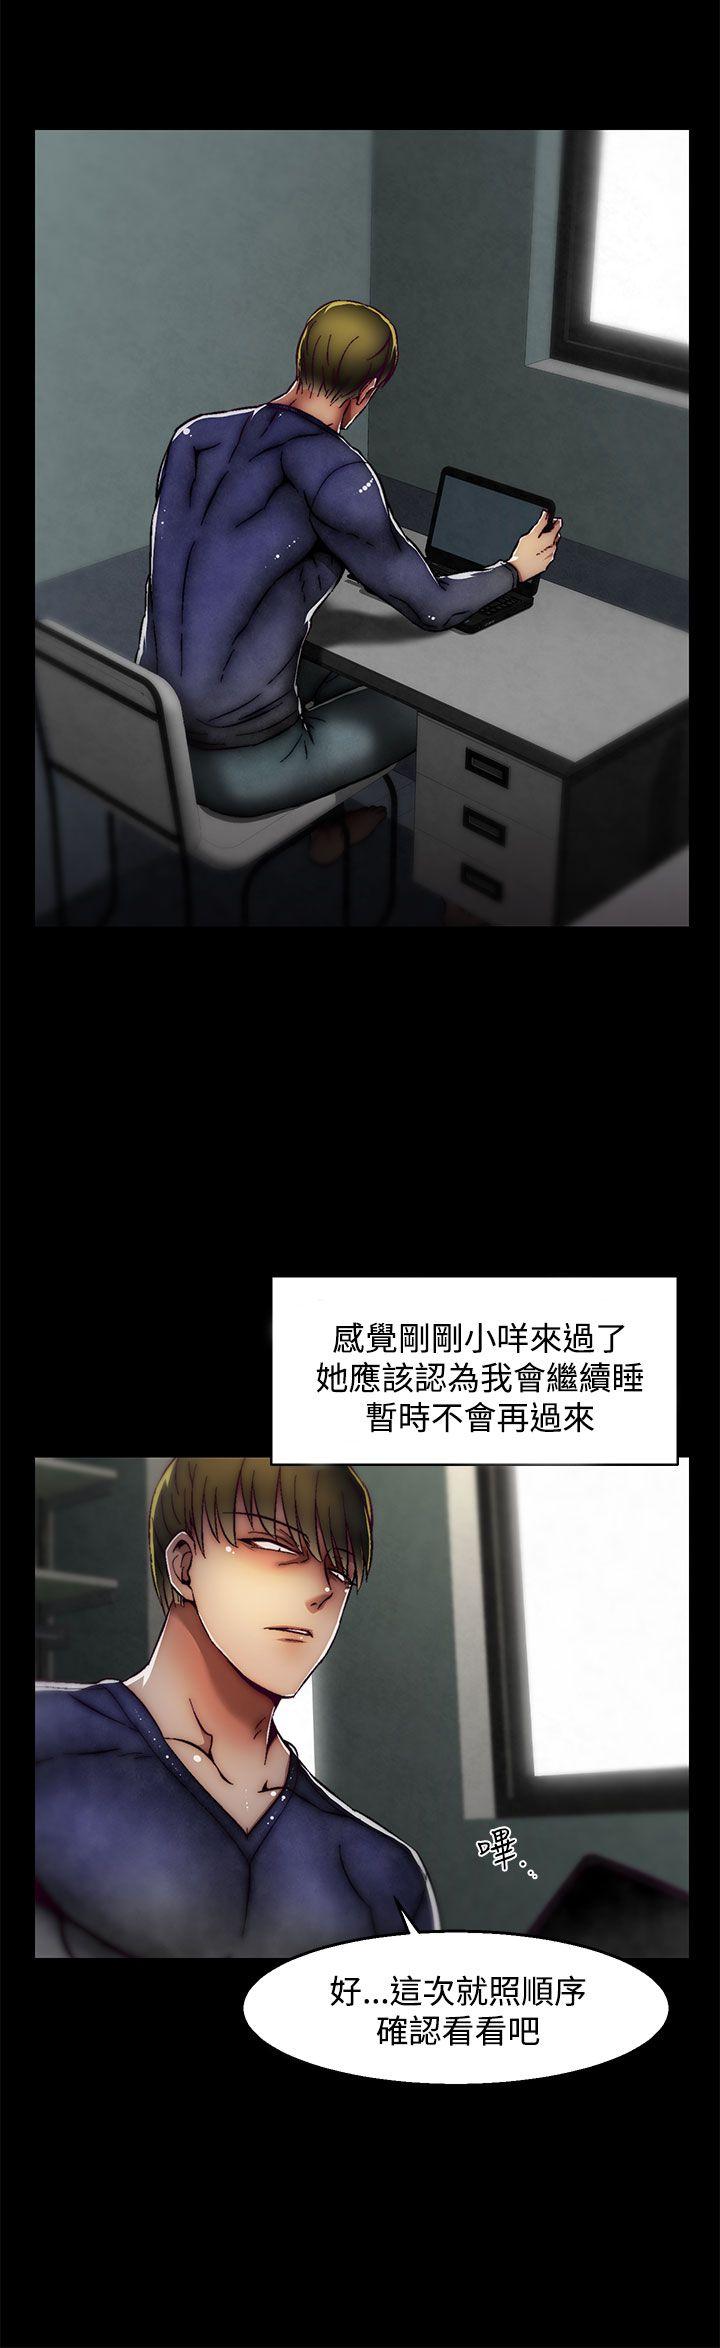 感覺剛剛小咩來過了
她應該認為我會繼續睡
暫時不會再過來
嗶...
好...這次就照順序
確認看看吧